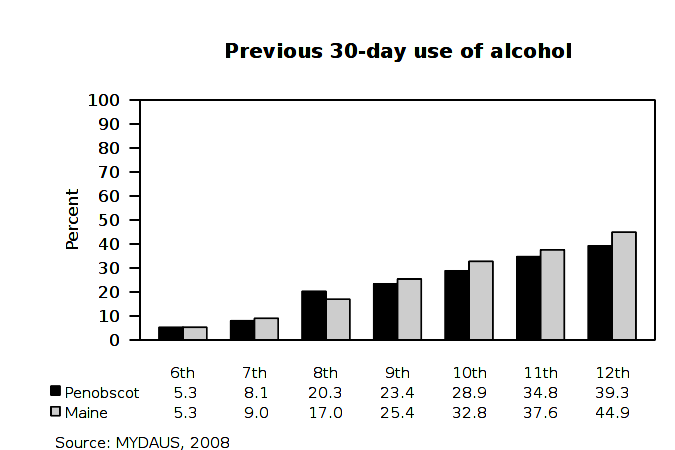 Previous 30-day use of alcohol
100
90
80
70
60
50
40
30
20
10
0
Percent
6th 7th 8th 9th 10th 11th 12th
Penobscot 5.3 8.1 20.3 23.4 28.9 34.8 39.3
Maine 5.3 9.0 17.0 25.4 32.8 37.6 44.9
Source: MYDAUS, 2008